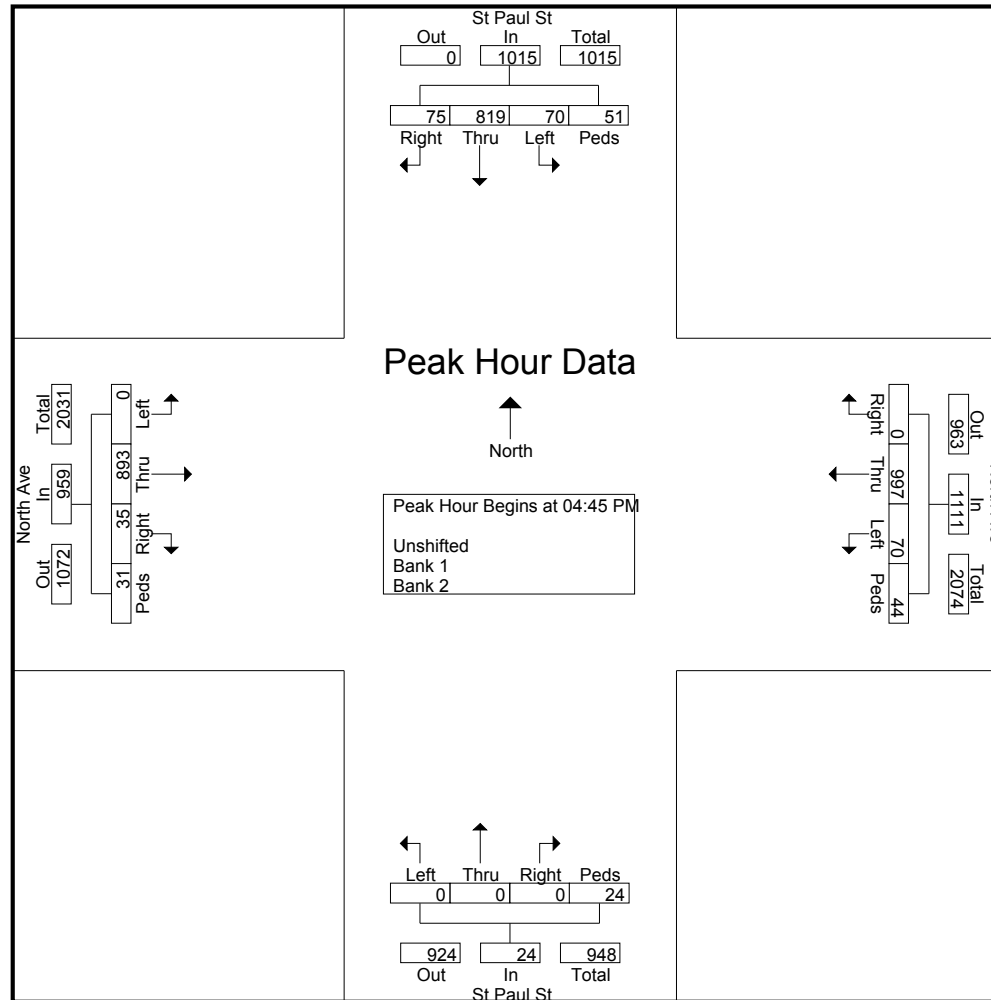 St Paul St
Out In Total
0 1015 1015
75 819 70 51
Right Thru Left Peds
Peak Hour Data
North
Peak Hour Begins at 04:45 PM
Unshifted
Bank 1
Bank 2
North Ave
Out In Total
1072 959 2031
Left Thru Right Peds
0 893 35 31
Right Thru Left Peds
0 997 70 44
Out In Total
963 1111 2074
Left Thru Right Peds
0 0 0 24
924 24 948
Out In Total
St Paul St